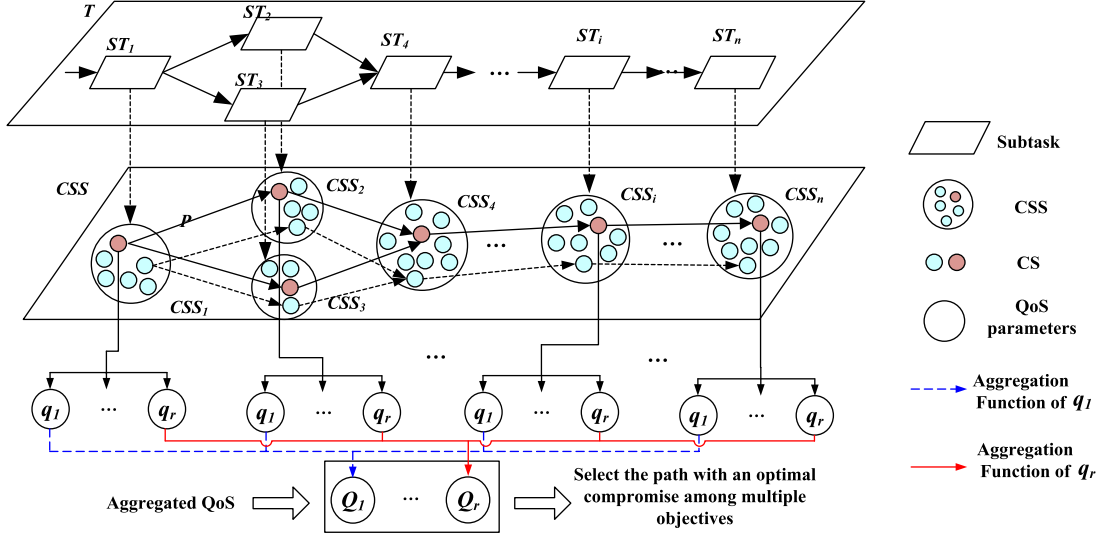 T
ST2
ST1
ST4
STi
STn
ST3
...
...
Subtask
CSS
CSS2
CSS4
CSSi
CSSn
CSS
P
...
...
CS
CSS1
CSS3
QoS
parameters
...
...
q1 ... qr q1 ... qr q1 ... qr q1 ... qr
Aggregation
Function of q1
Aggregation
Function of qr
Aggregated QoS
Q1 ... Qr
Select the path with an optimal
compromise among multiple
objectives